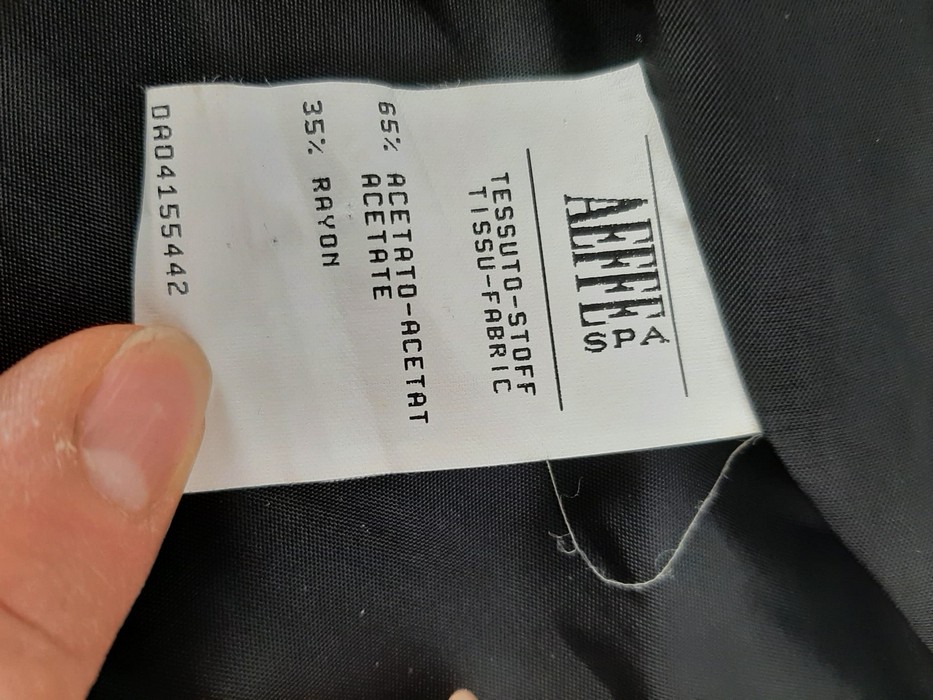 AEFFE
SPA
TESSUTO-STOFF
TISSU-FABRIC
65% ACETATO-ACETAT
ACETATE
35% RAYON
DA04155442